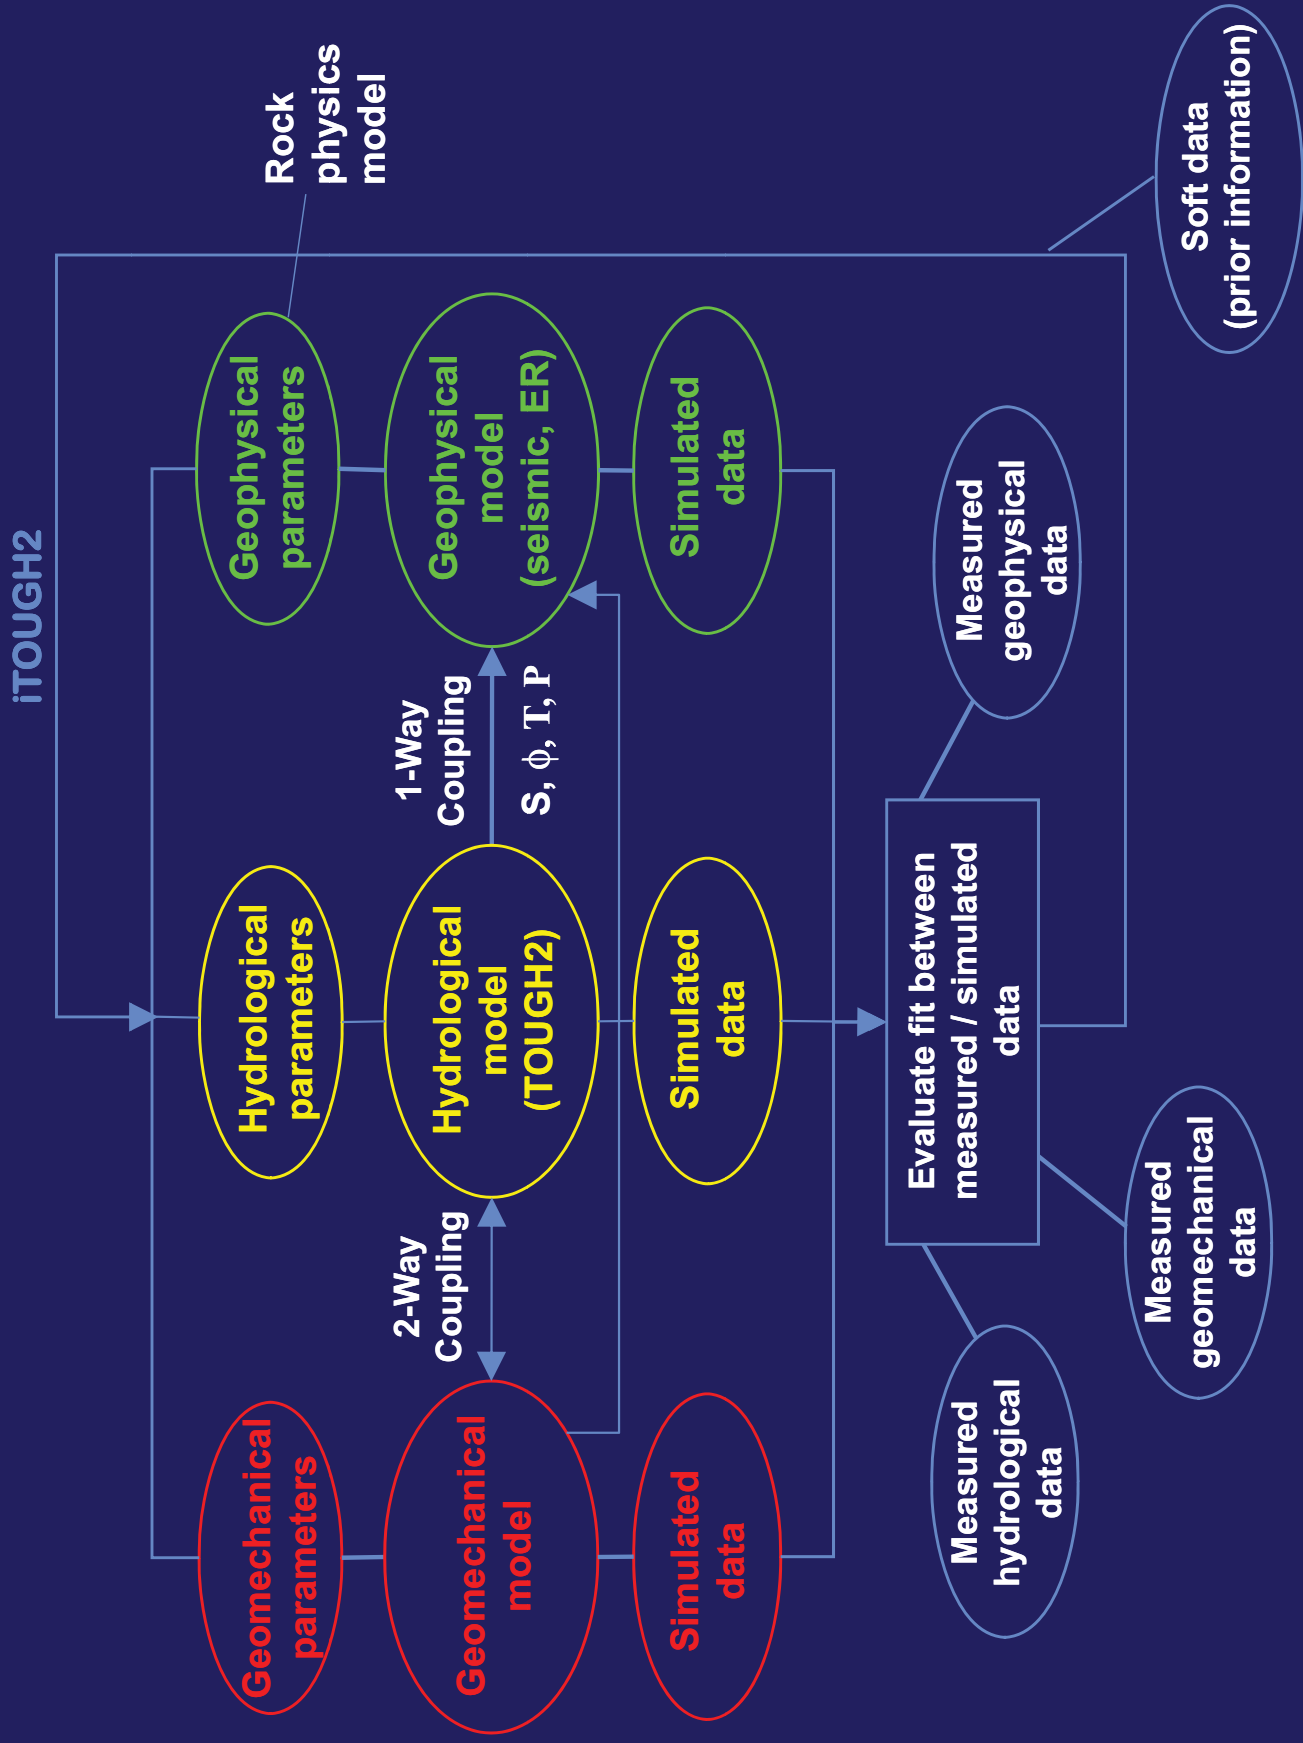 iTOUGH2
Geomechanical
parameters
Hydrological
parameters
Geophysical
parameters
Rock
physics
model
Geomechanical
model
2-Way
Coupling
Hydrological
model
(TOUGH2)
1-Way
Coupling
S, ϕ, T, P
Geophysical
model
(seismic, ER)
Simulated
data
Simulated
data
Simulated
data
Evaluate fit between
measured / simulated
data
Measured
hydrological
data
Measured
geomechanical
data
Measured
geophysical
data
Soft data
(prior information)